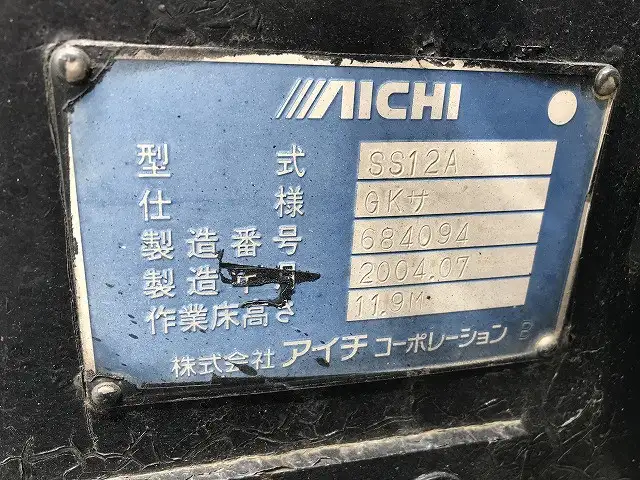 AICHI
型 式 SS12A
仕 様 GKサ
製造番号 684094
製造年月 2004.07
作業床高さ 11.9M
株式会社 アイチ コーポレーション B